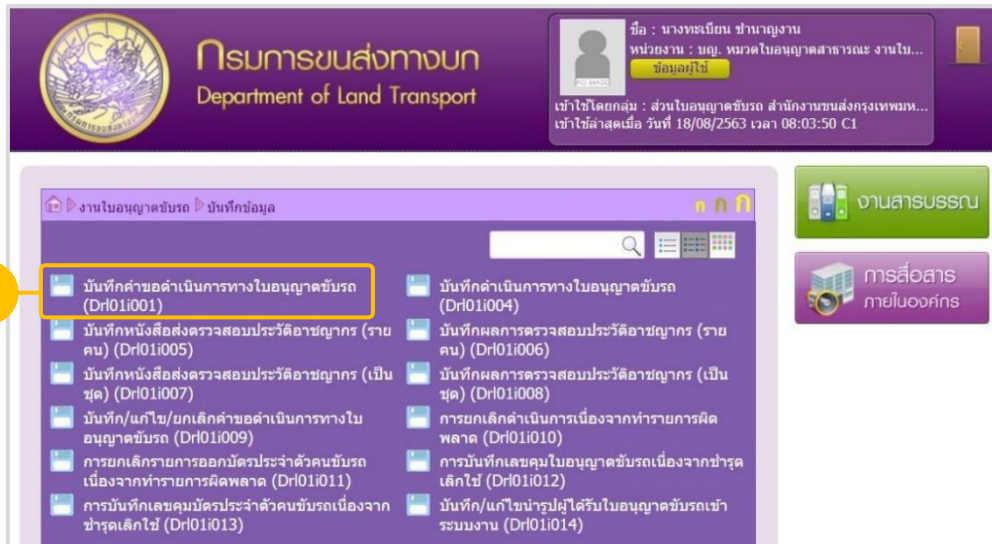 กรมการขนส่งทางบก
Department of Land Transport
ชื่อ : นางทะเบียน ชำนาญงาน
หน่วยงาน : บญ. หมวดใบอนุญาตสาธารณะ งานใบ...
ข้อมูลผู้ใช้
เข้าใช้โดยกลุ่ม : ส่วนใบอนุญาตขับรถ สำนักงานขนส่งกรุงเทพมห...
เข้าใช้ล่าสุดเมื่อ วันที่ 18/08/2563 เวลา 08:03:50 C1
งานใบอนุญาตขับรถ บันทึกข้อมูล
ก ก ก
งานสารบรรณ
การสื่อสาร
ภายในองค์กร
บันทึกคำขอดำเนินการทางใบอนุญาตขับรถ
(Drl01i001)
บันทึกดำเนินการทางใบอนุญาตขับรถ
(Drl01i004)
บันทึกหนังสือส่งตรวจสอบประวัติอาชญากร (ราย
คน) (Drl01i005)
บันทึกผลการตรวจสอบประวัติอาชญากร (ราย
คน) (Drl01i006)
บันทึกหนังสือส่งตรวจสอบประวัติอาชญากร (เป็น
ชุด) (Drl01i007)
บันทึกผลการตรวจสอบประวัติอาชญากร (เป็น
ชุด) (Drl01i008)
บันทึก/แก้ไข/ยกเลิกคำขอดำเนินการทางใบ
อนุญาตขับรถ (Drl01i009)
การยกเลิกดำเนินการเนื่องจากทำรายการผิด
พลาด (Drl01i010)
การยกเลิกรายการออกบัตรประจำตัวคนขับรถ
เนื่องจากทำรายการผิดพลาด (Drl01i011)
การบันทึกเลขคุมใบอนุญาตขับรถเนื่องจากชำรุด
เลิกใช้ (Drl01i012)
การบันทึกเลขคุมบัตรประจำตัวคนขับรถเนื่องจาก
ชำรุดเลิกใช้ (Drl01i013)
บันทึก/แก้ไขนำรูปผู้ได้รับใบอนุญาตขับรถเข้า
ระบบงาน (Drl01i014)